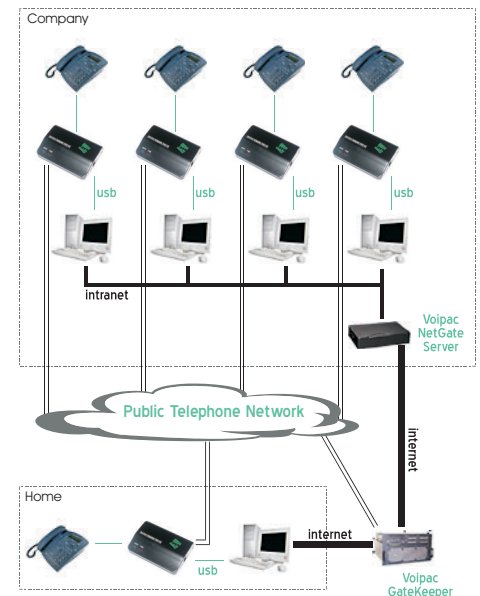 Company
usb
usb
usb
usb
intranet
Voipac
NetGate
Server
Public Telephone Network
internet
Home
internet
usb
Voipac
GateKeeper